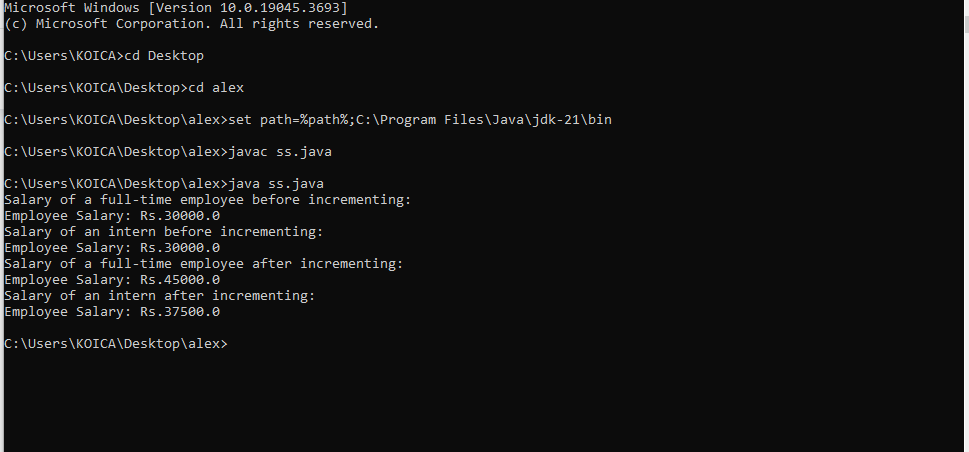 Microsoft Windows [Version 10.0.19045.3693]
(c) Microsoft Corporation. All rights reserved.
C:\Users\KOICA>cd Desktop
C:\Users\KOICA\Desktop>cd alex
C:\Users\KOICA\Desktop\alex>set path=%path%;C:\Program Files\Java\jdk-21\bin
C:\Users\KOICA\Desktop\alex>javac ss.java
C:\Users\KOICA\Desktop\alex>java ss.java
Salary of a full-time employee before incrementing:
Employee Salary: Rs.30000.0
Salary of an intern before incrementing:
Employee Salary: Rs.30000.0
Salary of a full-time employee after incrementing:
Employee Salary: Rs.45000.0
Salary of an intern after incrementing:
Employee Salary: Rs.37500.0
C:\Users\KOICA\Desktop\alex>